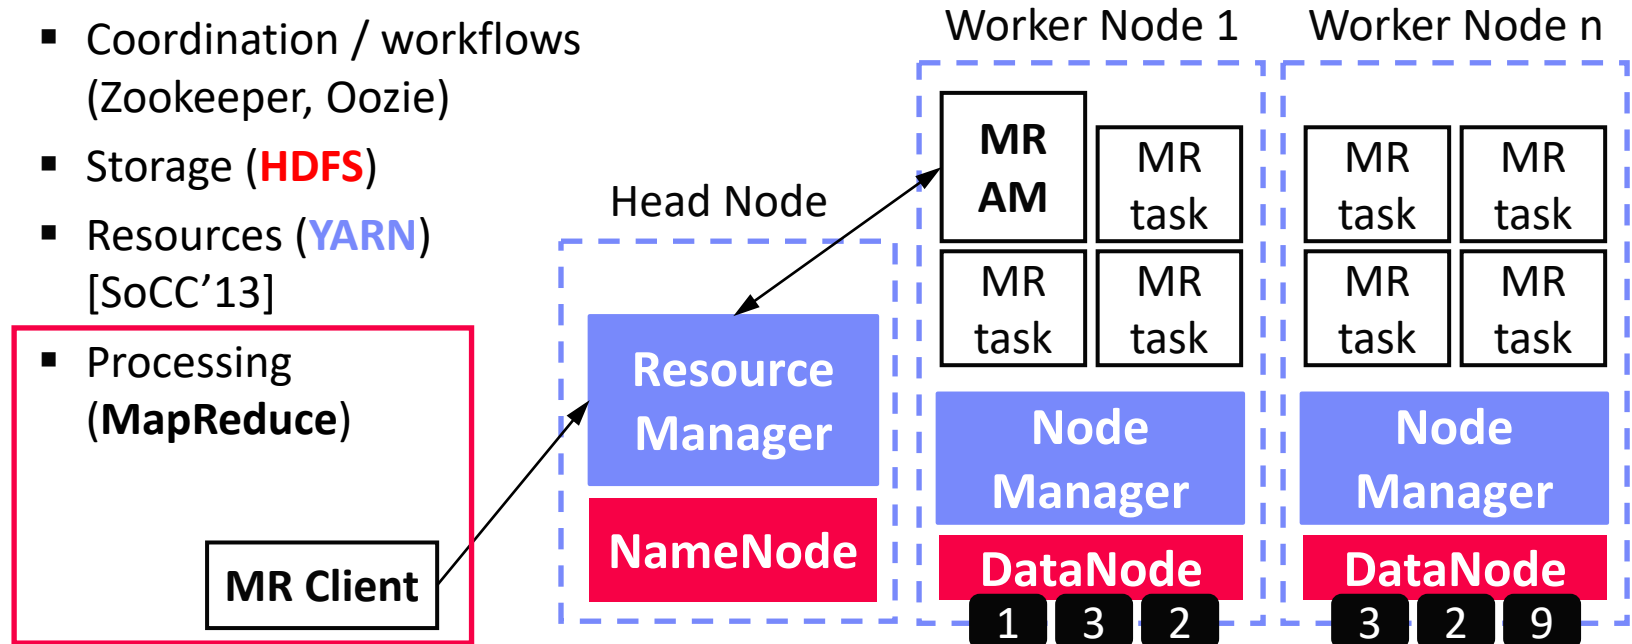 ▪ Coordination / workflows
(Zookeeper, Oozie)
▪ Storage (HDFS)
▪ Resources (YARN)
[SoCC’13]
▪ Processing
(MapReduce)
MR Client
Head Node
Resource
Manager
NameNode
Worker Node 1
MR
AM
MR
task
MR
task
MR
task
Node
Manager
DataNode
1 3 2
Worker Node n
MR
task
MR
task
MR
task
MR
task
Node
Manager
DataNode
3 2 9